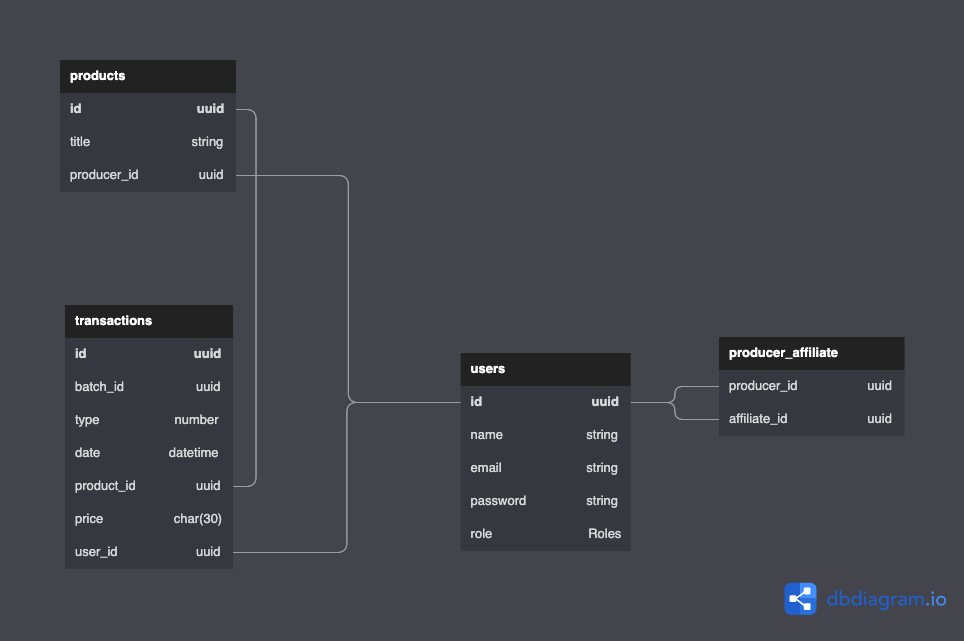 products
id uuid
title string
producer_id uuid
transactions
id uuid
batch_id uuid
type number
date datetime
product_id uuid
price char(30)
user_id uuid
users
id uuid
name string
email string
password string
role Roles
producer_affiliate
producer_id uuid
affiliate_id uuid
dbdiagram.io